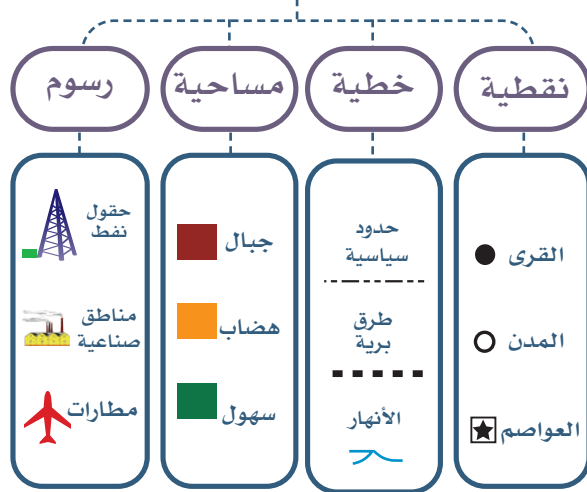 نقطية
القرى
المدن
العواصم
خطية
حدود
سياسية
طرق
برية
الأنهار
مساحية
جبال
هضاب
سهول
رسوم
حقول
نفط
مناطق
صناعية
مطارات